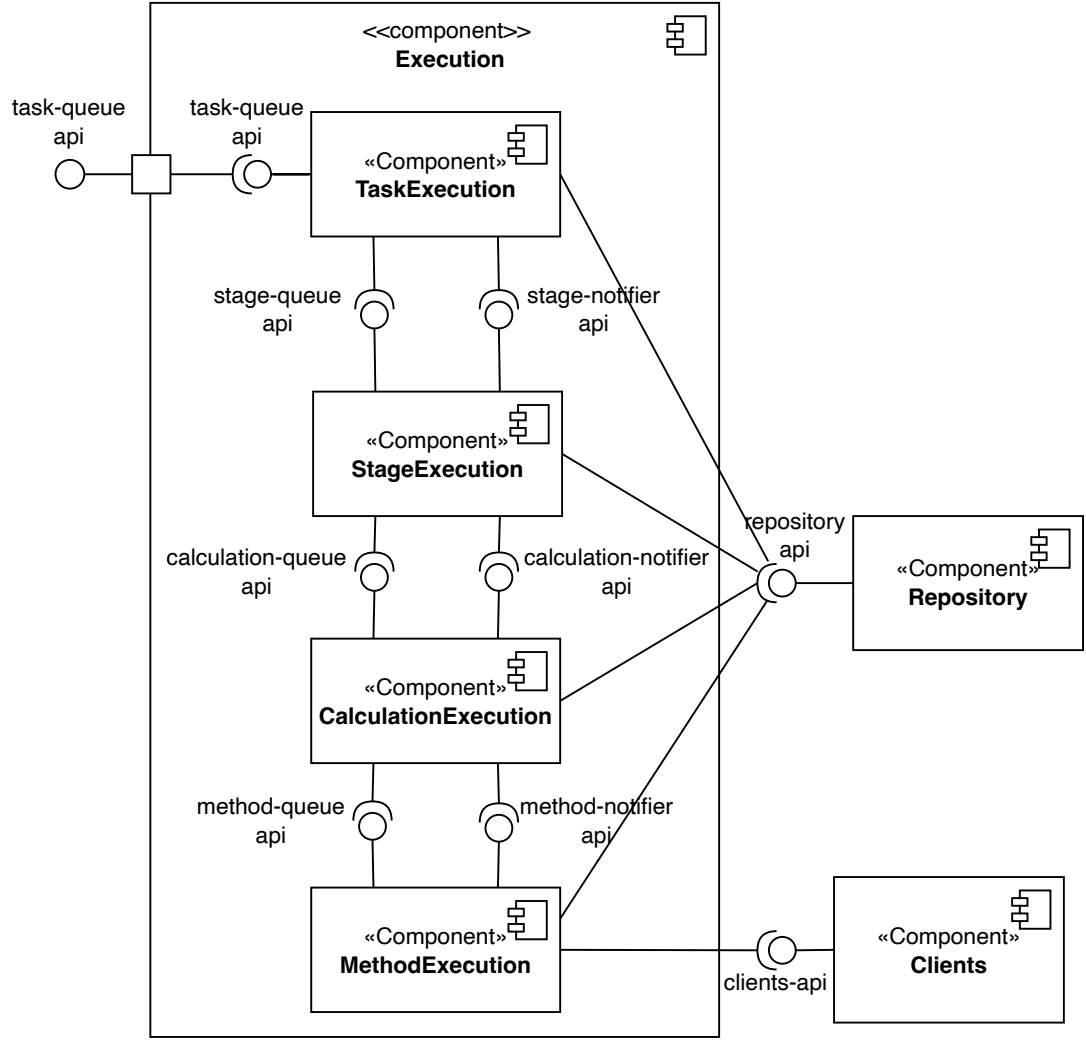 <<component>>
Execution
task-queue
api
task-queue
api
«Component»
TaskExecution
stage-queue
api
stage-notifier
api
«Component»
StageExecution
repository
api
«Component»
Repository
calculation-queue
api
calculation-notifier
api
«Component»
CalculationExecution
method-queue
api
method-notifier
api
«Component»
MethodExecution
clients-api
«Component»
Clients